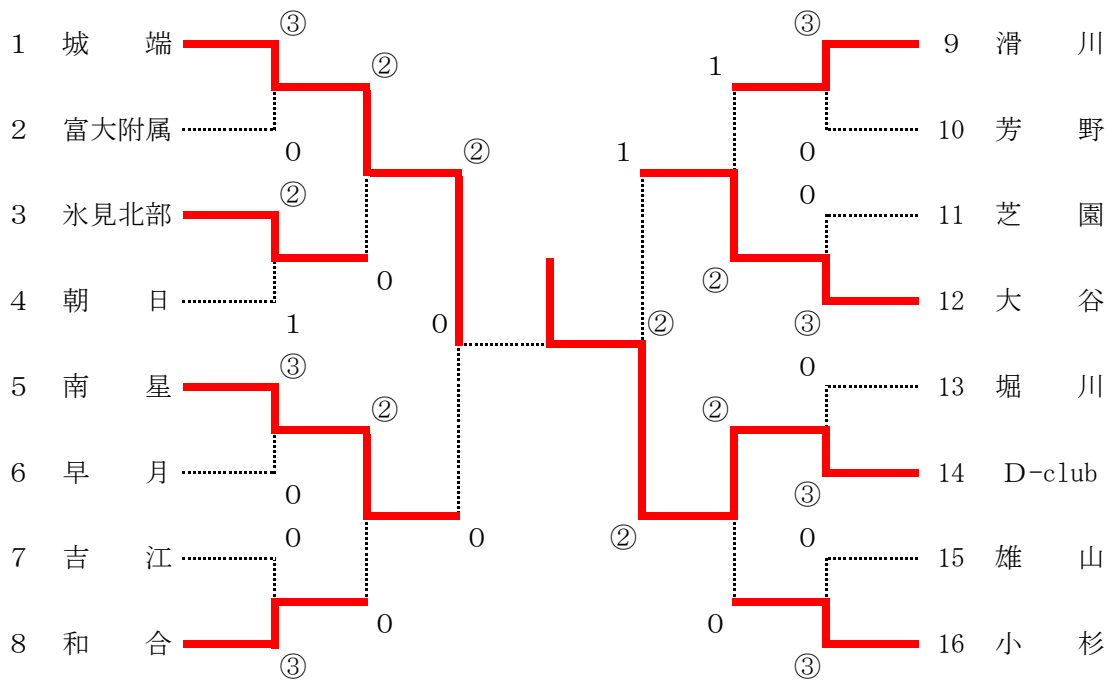 ③ ③
1 城 端 9 滑 川
② 1
2 富大附属 10 芳 野
0 ② 1 0
② 0
3 氷見北部 11 芝 園
0 ②
4 朝 日 12 大 谷
1 0 ② ③
③ 0
5 南 星 13 堀 川
② ②
6 早 月 14 D-club
0 ③
0 0 ② 0
7 吉 江 15 雄 山
0 0
8 和 合 16 小 杉
③ ③